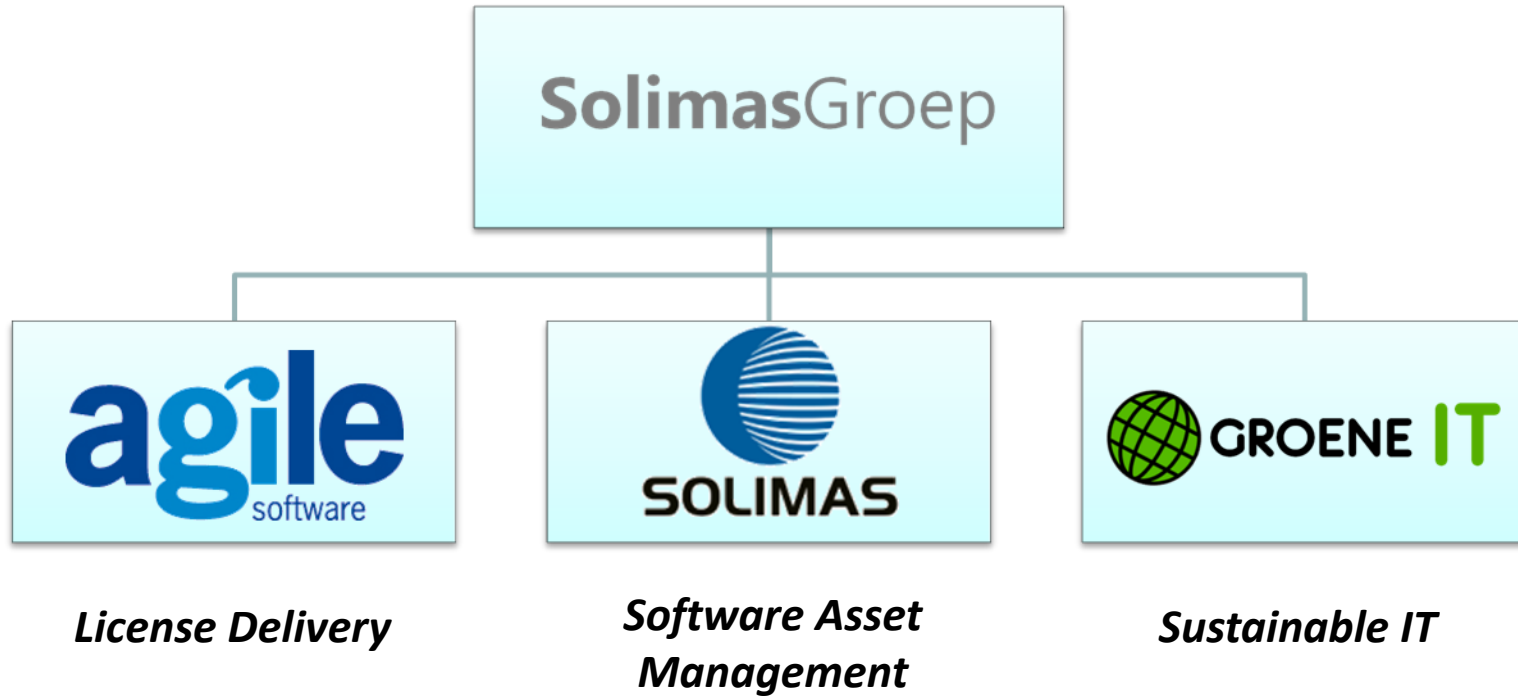 SolimasGroep
agile
software
SOLIMAS
GROENE IT
License Delivery
Software Asset
Management
Sustainable IT